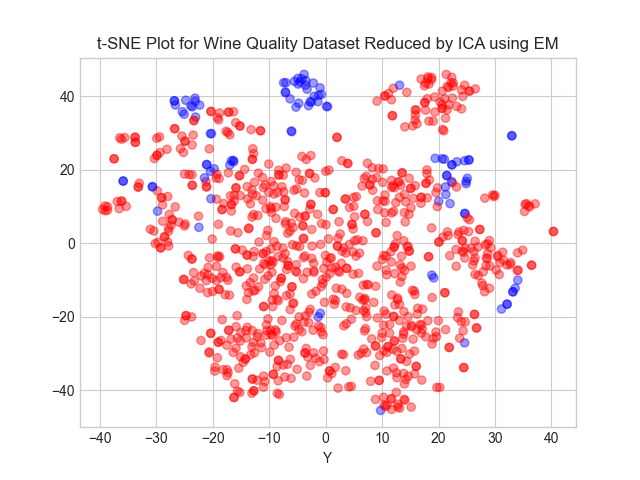 t-SNE Plot for Wine Quality Dataset Reduced by ICA using EM
40
20
0
−20
−40
−40 −30 −20 −10 0 10 20 30 40
Y